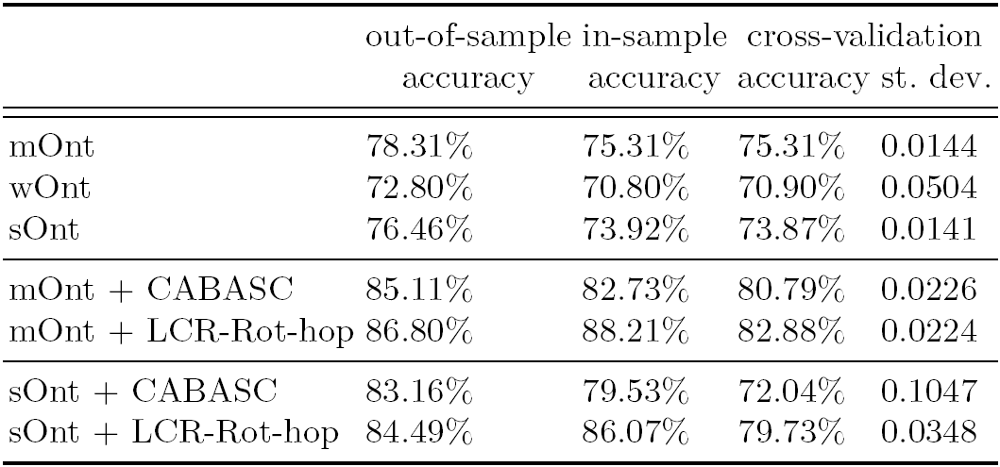 out-of-sample in-sample cross-validation
accuracy accuracy accuracy st. dev.
mOnt 78.31% 75.31% 75.31% 0.0144
wOnt 72.80% 70.80% 70.90% 0.0504
sOnt 76.46% 73.92% 73.87% 0.0141
mOnt + CABASC 85.11% 82.73% 80.79% 0.0226
mOnt + LCR-Rot-hop 86.80% 88.21% 82.88% 0.0224
sOnt + CABASC 83.16% 79.53% 72.04% 0.1047
sOnt + LCR-Rot-hop 84.49% 86.07% 79.73% 0.0348